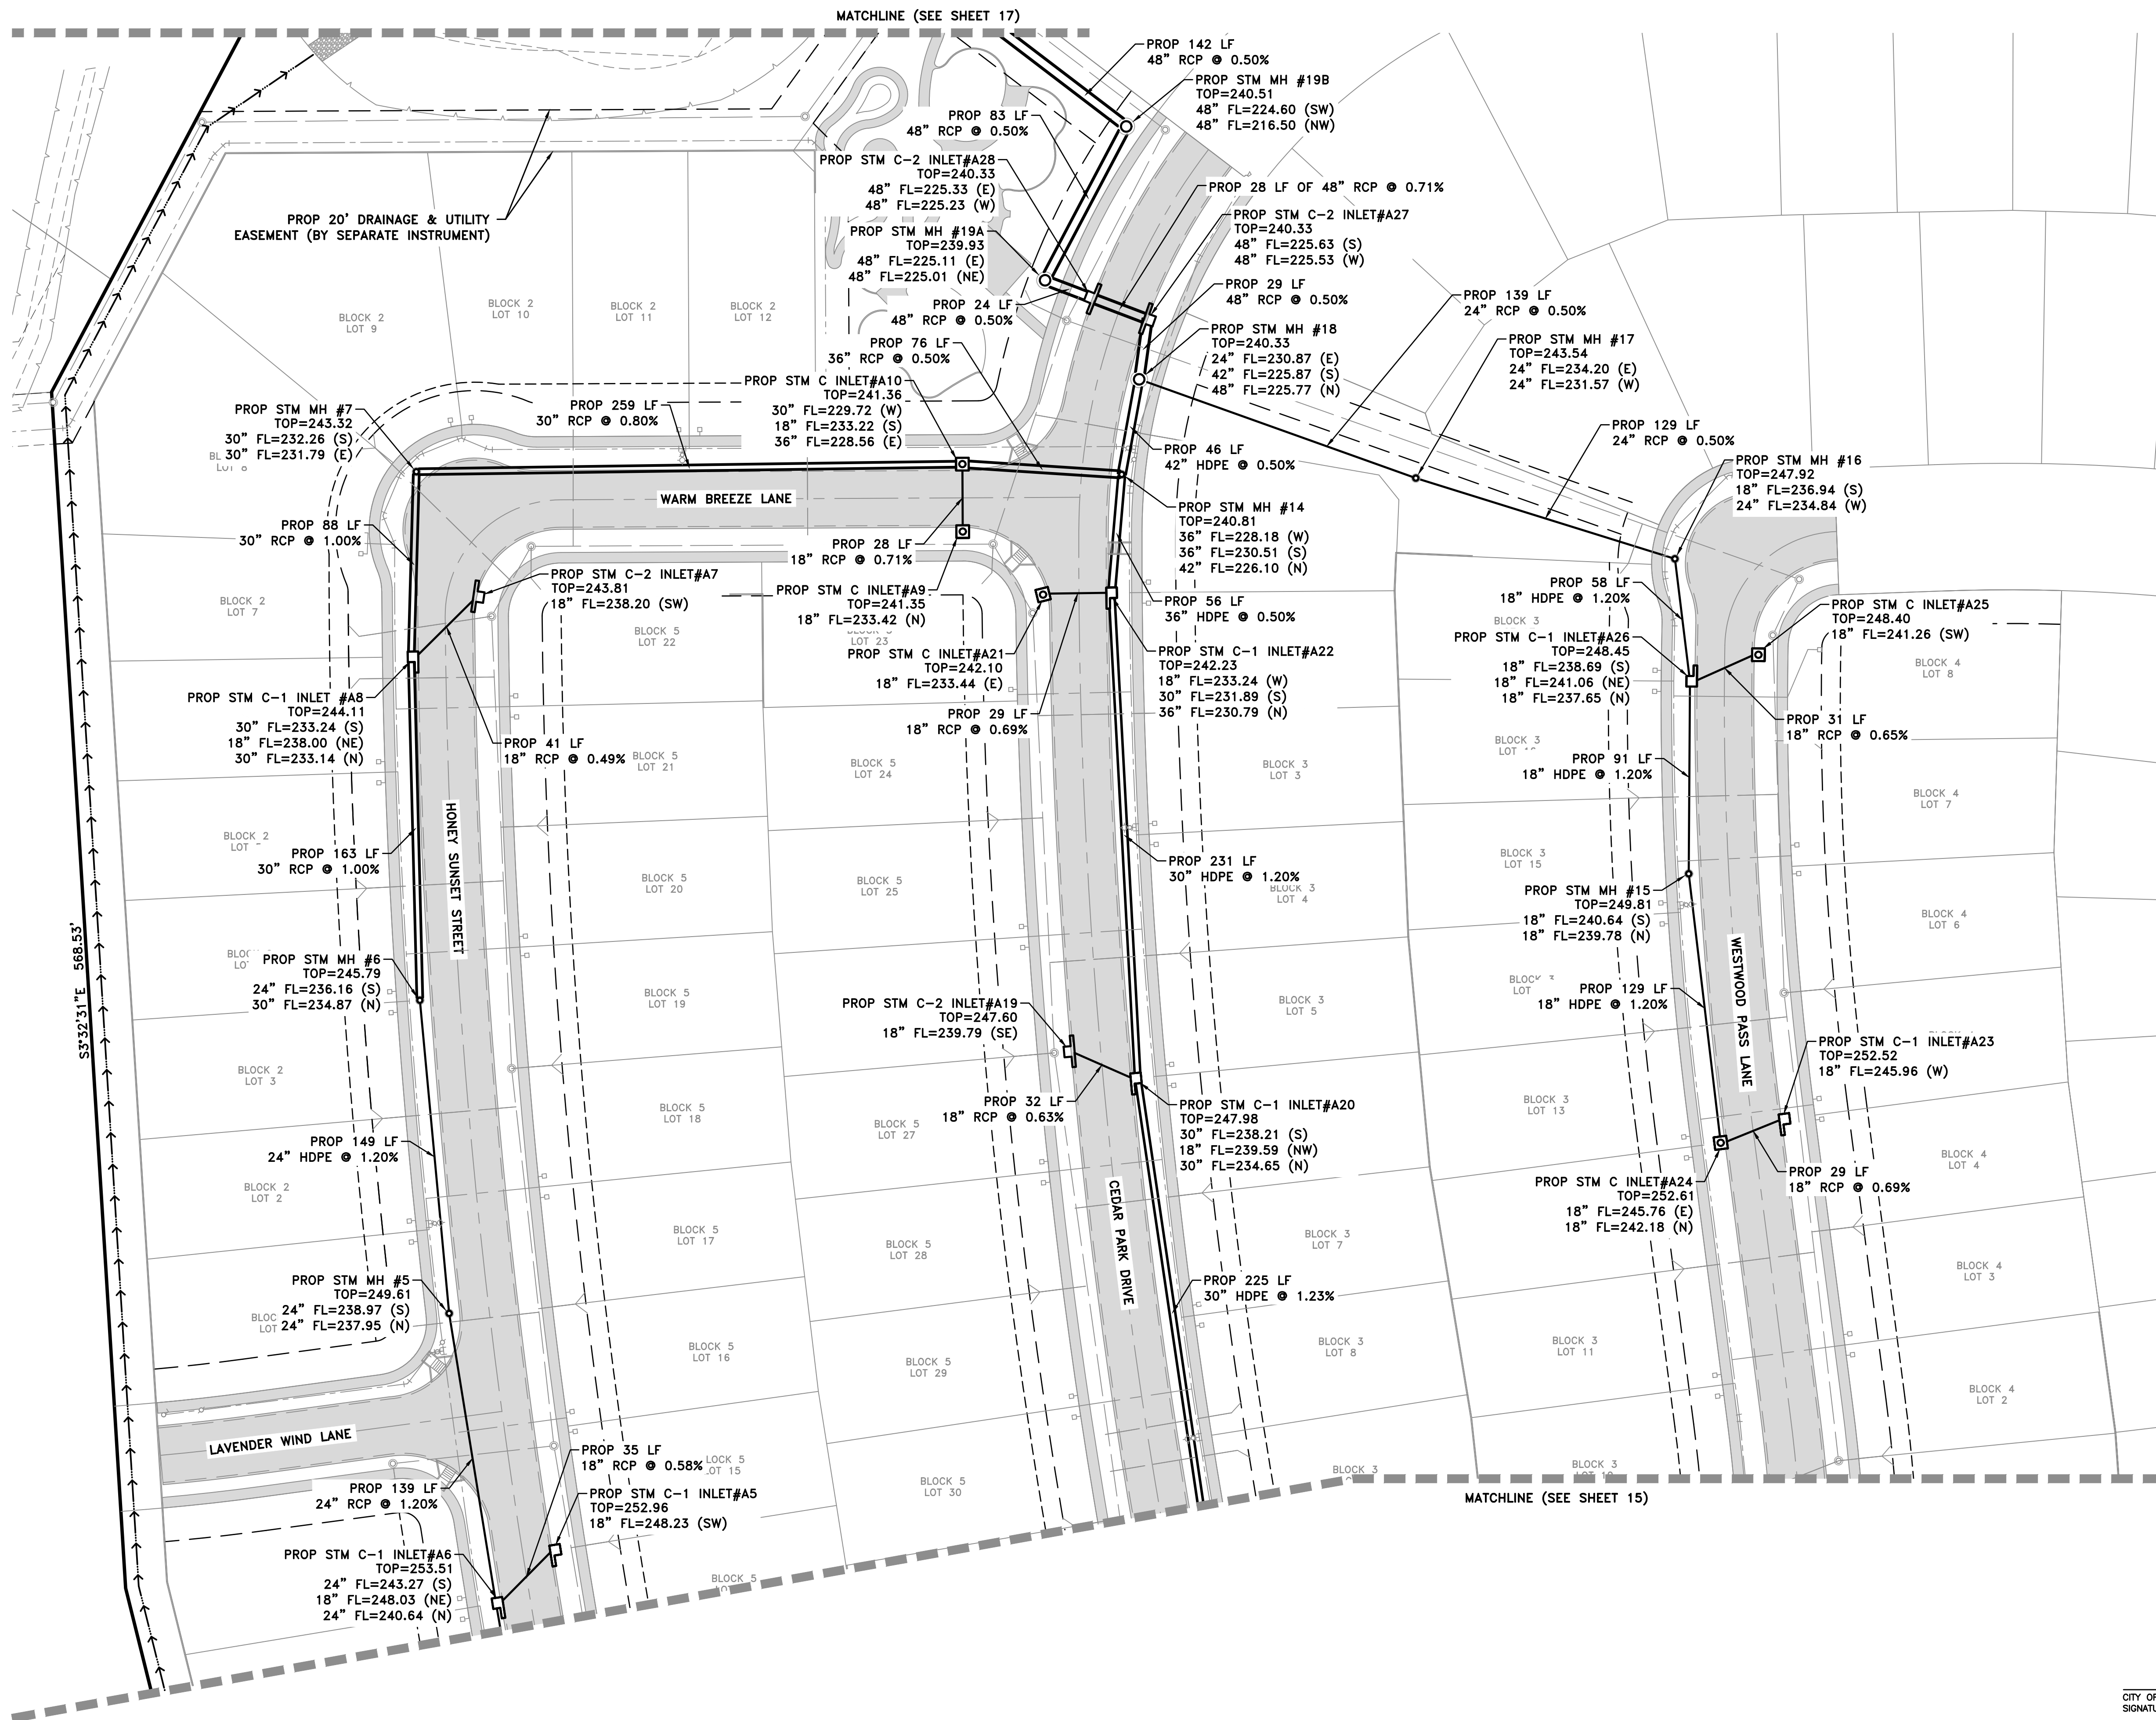 MATCHLINE (SEE SHEET 17)
PROP 142 LF
48" RCP @ 0.50%
PROP STM MH #19B
TOP=240.51
48" FL=224.60 (SW)
48" FL=216.50 (NW)
PROP 83 LF
48" RCP @ 0.50%
PROP STM C-2 INLET#A28
TOP=240.33
48" FL=225.33 (E)
48" FL=225.23 (W)
PROP 28 LF OF 48" RCP @ 0.71%
PROP STM C-2 INLET#A27
TOP=240.33
48" FL=225.63 (S)
48" FL=225.53 (W)
PROP 20' DRAINAGE & UTILITY
EASEMENT (BY SEPARATE INSTRUMENT)
PROP STM MH #19A
TOP=239.93
48" FL=225.11 (E)
48" FL=225.01 (NE)
PROP 29 LF
48" RCP @ 0.50%
PROP 24 LF
48" RCP @ 0.50%
PROP 139 LF
24" RCP @ 0.50%
BLOCK 2
LOT 9
BLOCK 2
LOT 10
BLOCK 2
LOT 11
BLOCK 2
LOT 12
PROP STM MH #18
TOP=240.33
24" FL=230.87 (E)
42" FL=225.87 (S)
48" FL=225.77 (N)
PROP STM MH #17
TOP=243.54
24" FL=234.20 (E)
24" FL=231.57 (W)
PROP 76 LF
36" RCP @ 0.50%
PROP STM C INLET#A10
TOP=241.36
30" FL=229.72 (W)
18" FL=233.22 (S)
36" FL=228.56 (E)
PROP STM MH #7
TOP=243.32
30" FL=232.26 (S)
30" FL=231.79 (E)
LOT 8
PROP 259 LF
30" RCP @ 0.80%
PROP 129 LF
24" RCP @ 0.50%
PROP 46 LF
42" HDPE @ 0.50%
PROP STM MH #16
TOP=247.92
18" FL=236.94 (S)
24" FL=234.84 (W)
WARM BREEZE LANE
PROP 88 LF
30" RCP @ 1.00%
PROP 28 LF
18" RCP @ 0.71%
PROP STM MH #14
TOP=240.81
36" FL=228.18 (W)
36" FL=230.51 (S)
42" FL=226.10 (N)
PROP STM C-2 INLET#A7
TOP=243.81
18" FL=238.20 (SW)
PROP STM C INLET#A9
TOP=241.35
18" FL=233.42 (N)
PROP 56 LF
36" HDPE @ 0.50%
PROP 58 LF
18" HDPE @ 1.20%
BLOCK 2
LOT 7
BLOCK 5
LOT 22
LOT 23
BLOCK 3
PROP STM C INLET#A25
TOP=248.40
18" FL=241.26 (SW)
PROP STM C INLET#A21
TOP=242.10
18" FL=233.44 (E)
PROP STM C-1 INLET#A22
TOP=242.23
18" FL=233.24 (W)
30" FL=231.89 (S)
36" FL=230.79 (N)
PROP STM C-1 INLET#A26
TOP=248.45
18" FL=238.69 (S)
18" FL=241.06 (NE)
18" FL=237.65 (N)
BLOCK 4
LOT 8
PROP STM C-1 INLET #A8
TOP=244.11
30" FL=233.24 (S)
18" FL=238.00 (NE)
30" FL=233.14 (N)
PROP 29 LF
18" RCP @ 0.69%
PROP 31 LF
18" RCP @ 0.65%
PROP 41 LF
18" RCP @ 0.49%
BLOCK 5
LOT 21
BLOCK 5
LOT 24
BLOCK 3
LOT 3
BLOCK 3
PROP 91 LF
18" HDPE @ 1.20%
BLOCK 4
LOT 7
HONEY SUNSET STREET
BLOCK 2
PROP 163 LF
30" RCP @ 1.00%
BLOCK 5
LOT 20
BLOCK 5
LOT 25
PROP 231 LF
30" HDPE @ 1.20%
BLOCK 3
LOT 4
BLOCK 3
LOT 15
PROP STM MH #15
TOP=249.81
18" FL=240.64 (S)
18" FL=239.78 (N)
BLOCK 4
LOT 6
S3°32'31"E 568.53'
PROP STM MH #6
TOP=245.79
24" FL=236.16 (S)
30" FL=234.87 (N)
BLOCK 5
LOT 19
PROP STM C-2 INLET#A19
TOP=247.60
18" FL=239.79 (SE)
BLOCK 3
LOT 5
BLOCK 3
LOT
PROP 129 LF
18" HDPE @ 1.20%
WESTWOOD PASS LANE
PROP STM C-1 INLET#A23
TOP=252.52
18" FL=245.96 (W)
BLOCK 2
LOT 3
BLOCK 5
LOT 18
PROP 32 LF
18" RCP @ 0.63%
BLOCK 5
LOT 27
PROP STM C-1 INLET#A20
TOP=247.98
30" FL=238.21 (S)
18" FL=239.59 (NW)
30" FL=234.65 (N)
BLOCK 3
LOT 13
PROP 149 LF
24" HDPE @ 1.20%
BLOCK 4
LOT 4
PROP 29 LF
18" RCP @ 0.69%
BLOCK 2
LOT 2
PROP STM C INLET#A24
TOP=252.61
18" FL=245.76 (E)
18" FL=242.18 (N)
CEDAR PARK DRIVE
BLOCK 5
LOT 17
BLOCK 5
LOT 28
BLOCK 3
LOT 7
BLOCK 4
LOT 3
PROP STM MH #5
TOP=249.61
24" FL=238.97 (S)
24" FL=237.95 (N)
LOT
PROP 225 LF
30" HDPE @ 1.23%
BLOCK 5
LOT 16
BLOCK 5
LOT 29
BLOCK 3
LOT 8
BLOCK 3
LOT 11
BLOCK 4
LOT 2
LAVENDER WIND LANE
PROP 35 LF
18" RCP @ 0.58%
BLOCK 5
LOT 15
BLOCK 5
LOT 30
BLOCK 3
BLOCK 3
LOT 10
PROP 139 LF
24" RCP @ 1.20%
PROP STM C-1 INLET#A5
TOP=252.96
18" FL=248.23 (SW)
MATCHLINE (SEE SHEET 15)
PROP STM C-1 INLET#A6
TOP=253.51
24" FL=243.27 (S)
18" FL=248.03 (NE)
24" FL=240.64 (N)
BLOCK 5
CITY OF